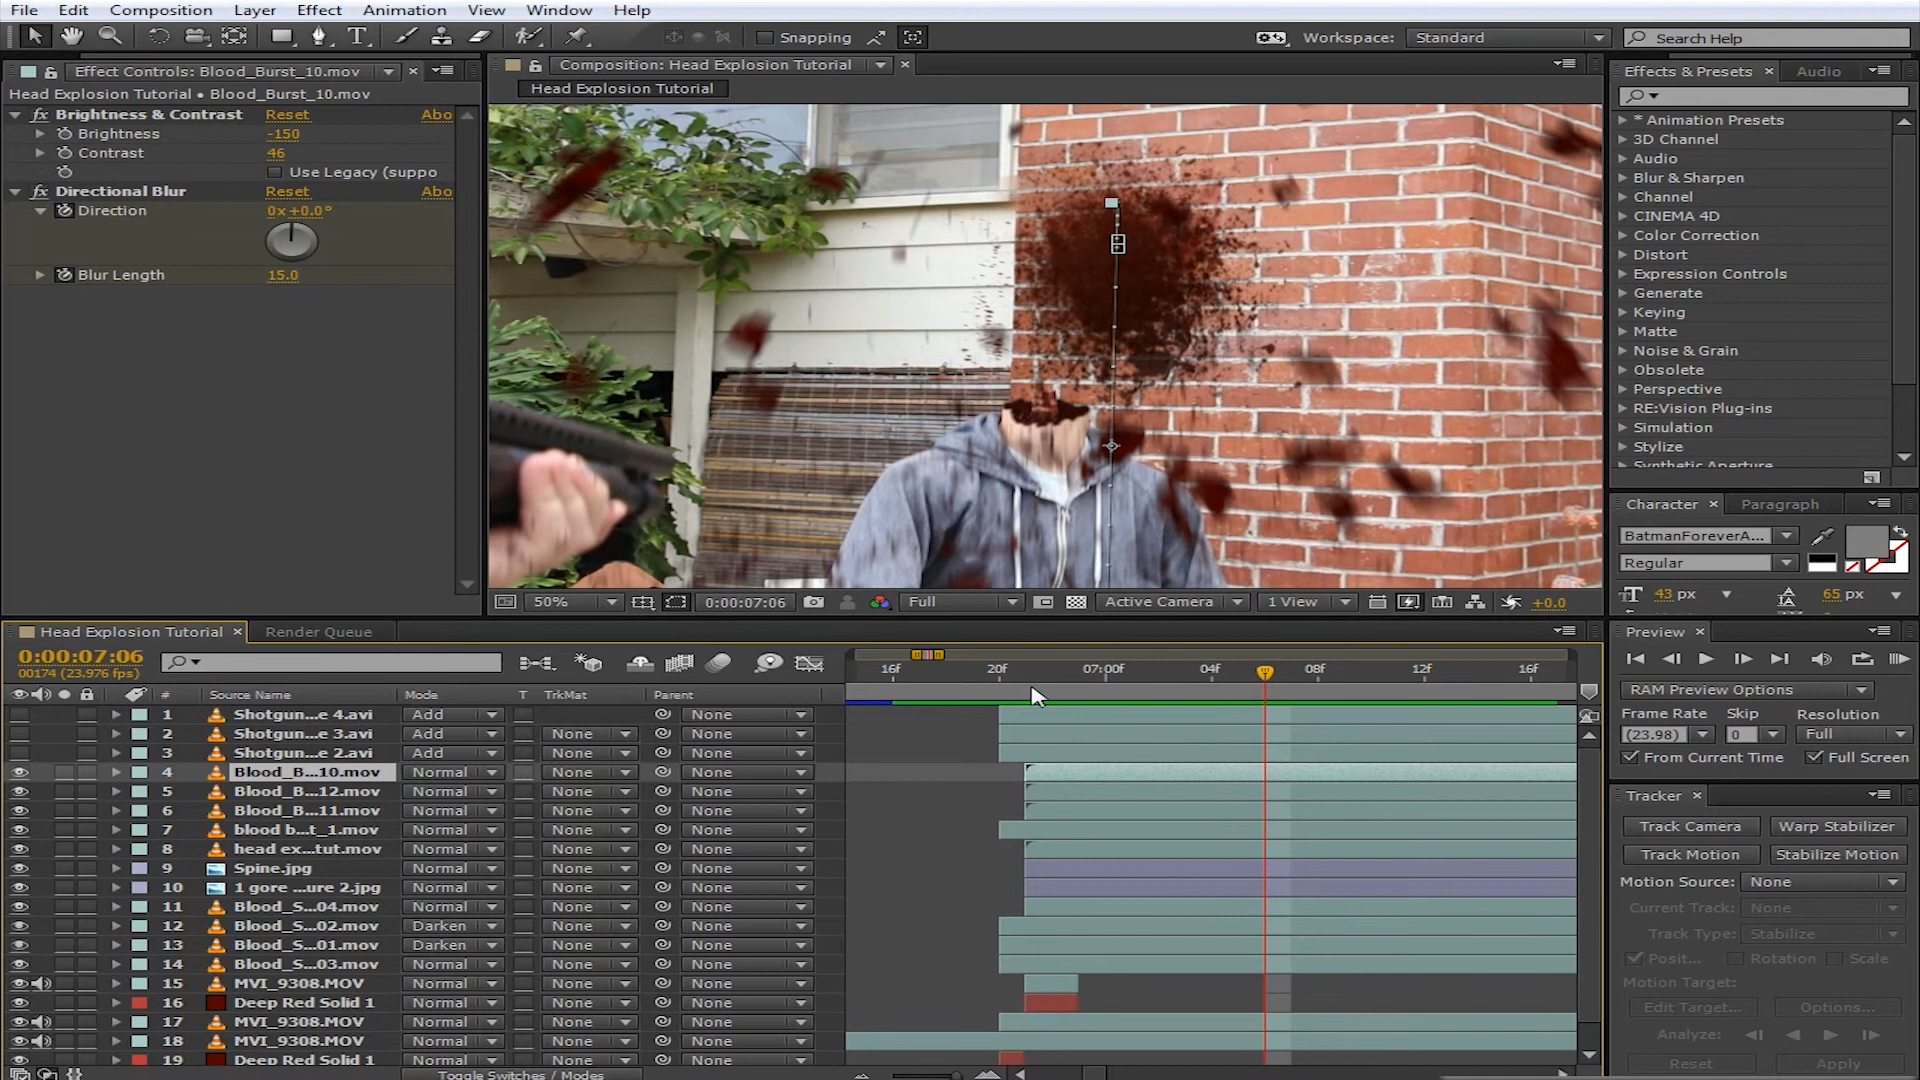 File Edit Composition Layer Effect Animation View Window Help
Snapping Workspace: Standard Search Help
Effect Controls: Blood_Burst_10.mov
Head Explosion Tutorial • Blood_Burst_10.mov
fx Brightness & Contrast Reset Abo
Brightness -150
Contrast 46
Use Legacy (suppo
fx Directional Blur Reset Abo
Direction 0x+0.0°
Blur Length 15.0
Composition: Head Explosion Tutorial
Head Explosion Tutorial
50% 0:00:07:06 Full Active Camera 1 View +0.0
Effects & Presets Audio
* Animation Presets
3D Channel
Audio
Blur & Sharpen
Channel
CINEMA 4D
Color Correction
Distort
Expression Controls
Generate
Keying
Matte
Noise & Grain
Obsolete
Perspective
RE:Vision Plug-ins
Simulation
Stylize
Synthetic Aperture
Character Paragraph
BatmanForeverA...
Regular
43 px 65 px
Preview
RAM Preview Options
Frame Rate Skip Resolution
(23.98) 0 Full
From Current Time Full Screen
Tracker
Track Camera Warp Stabilizer
Track Motion Stabilize Motion
Motion Source: None
Current Track: None
Track Type: Stabilize
Posit... Rotation Scale
Motion Target:
Edit Target... Options...
Analyze:
Reset Apply
Head Explosion Tutorial Render Queue
0:00:07:06
00174 (23.976 fps)
16f 20f 07:00f 04f 08f 12f 16f
# Source Name Mode T TrkMat Parent
1 Shotgun...e 4.avi Add None
2 Shotgun...e 3.avi Add None None
3 Shotgun...e 2.avi Add None None
4 Blood_B...10.mov Normal None None
5 Blood_B...12.mov Normal None None
6 Blood_B...11.mov Normal None None
7 blood b...t_1.mov Normal None None
8 head ex...tut.mov Normal None None
9 Spine.jpg Normal None None
10 1 gore ...ure 2.jpg Normal None None
11 Blood_S...04.mov Normal None None
12 Blood_S...02.mov Darken None None
13 Blood_S...01.mov Darken None None
14 Blood_S...03.mov Normal None None
15 MVI_9308.MOV Normal None None
16 Deep Red Solid 1 Normal None None
17 MVI_9308.MOV Normal None None
18 MVI_9308.MOV Normal None None
19 Deep Red Solid 1 Normal None None
Toggle Switches / Modes